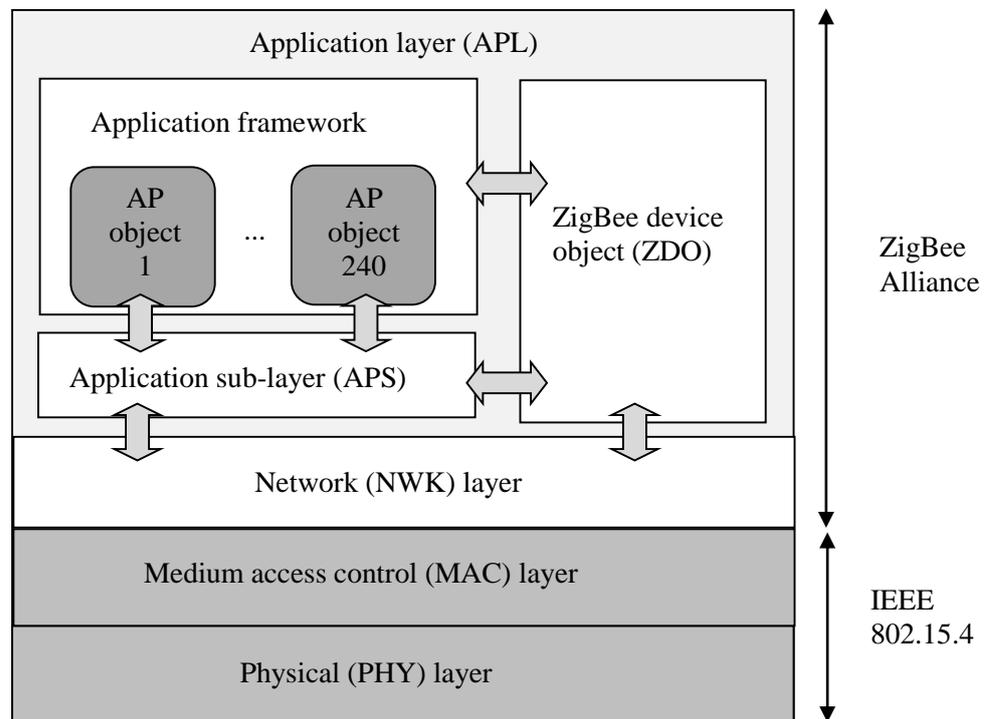 Application layer (APL)
Application framework
AP
object
1
...
AP
object
240
ZigBee device
object (ZDO)
Application sub-layer (APS)
Network (NWK) layer
Medium access control (MAC) layer
Physical (PHY) layer
ZigBee
Alliance
IEEE
802.15.4